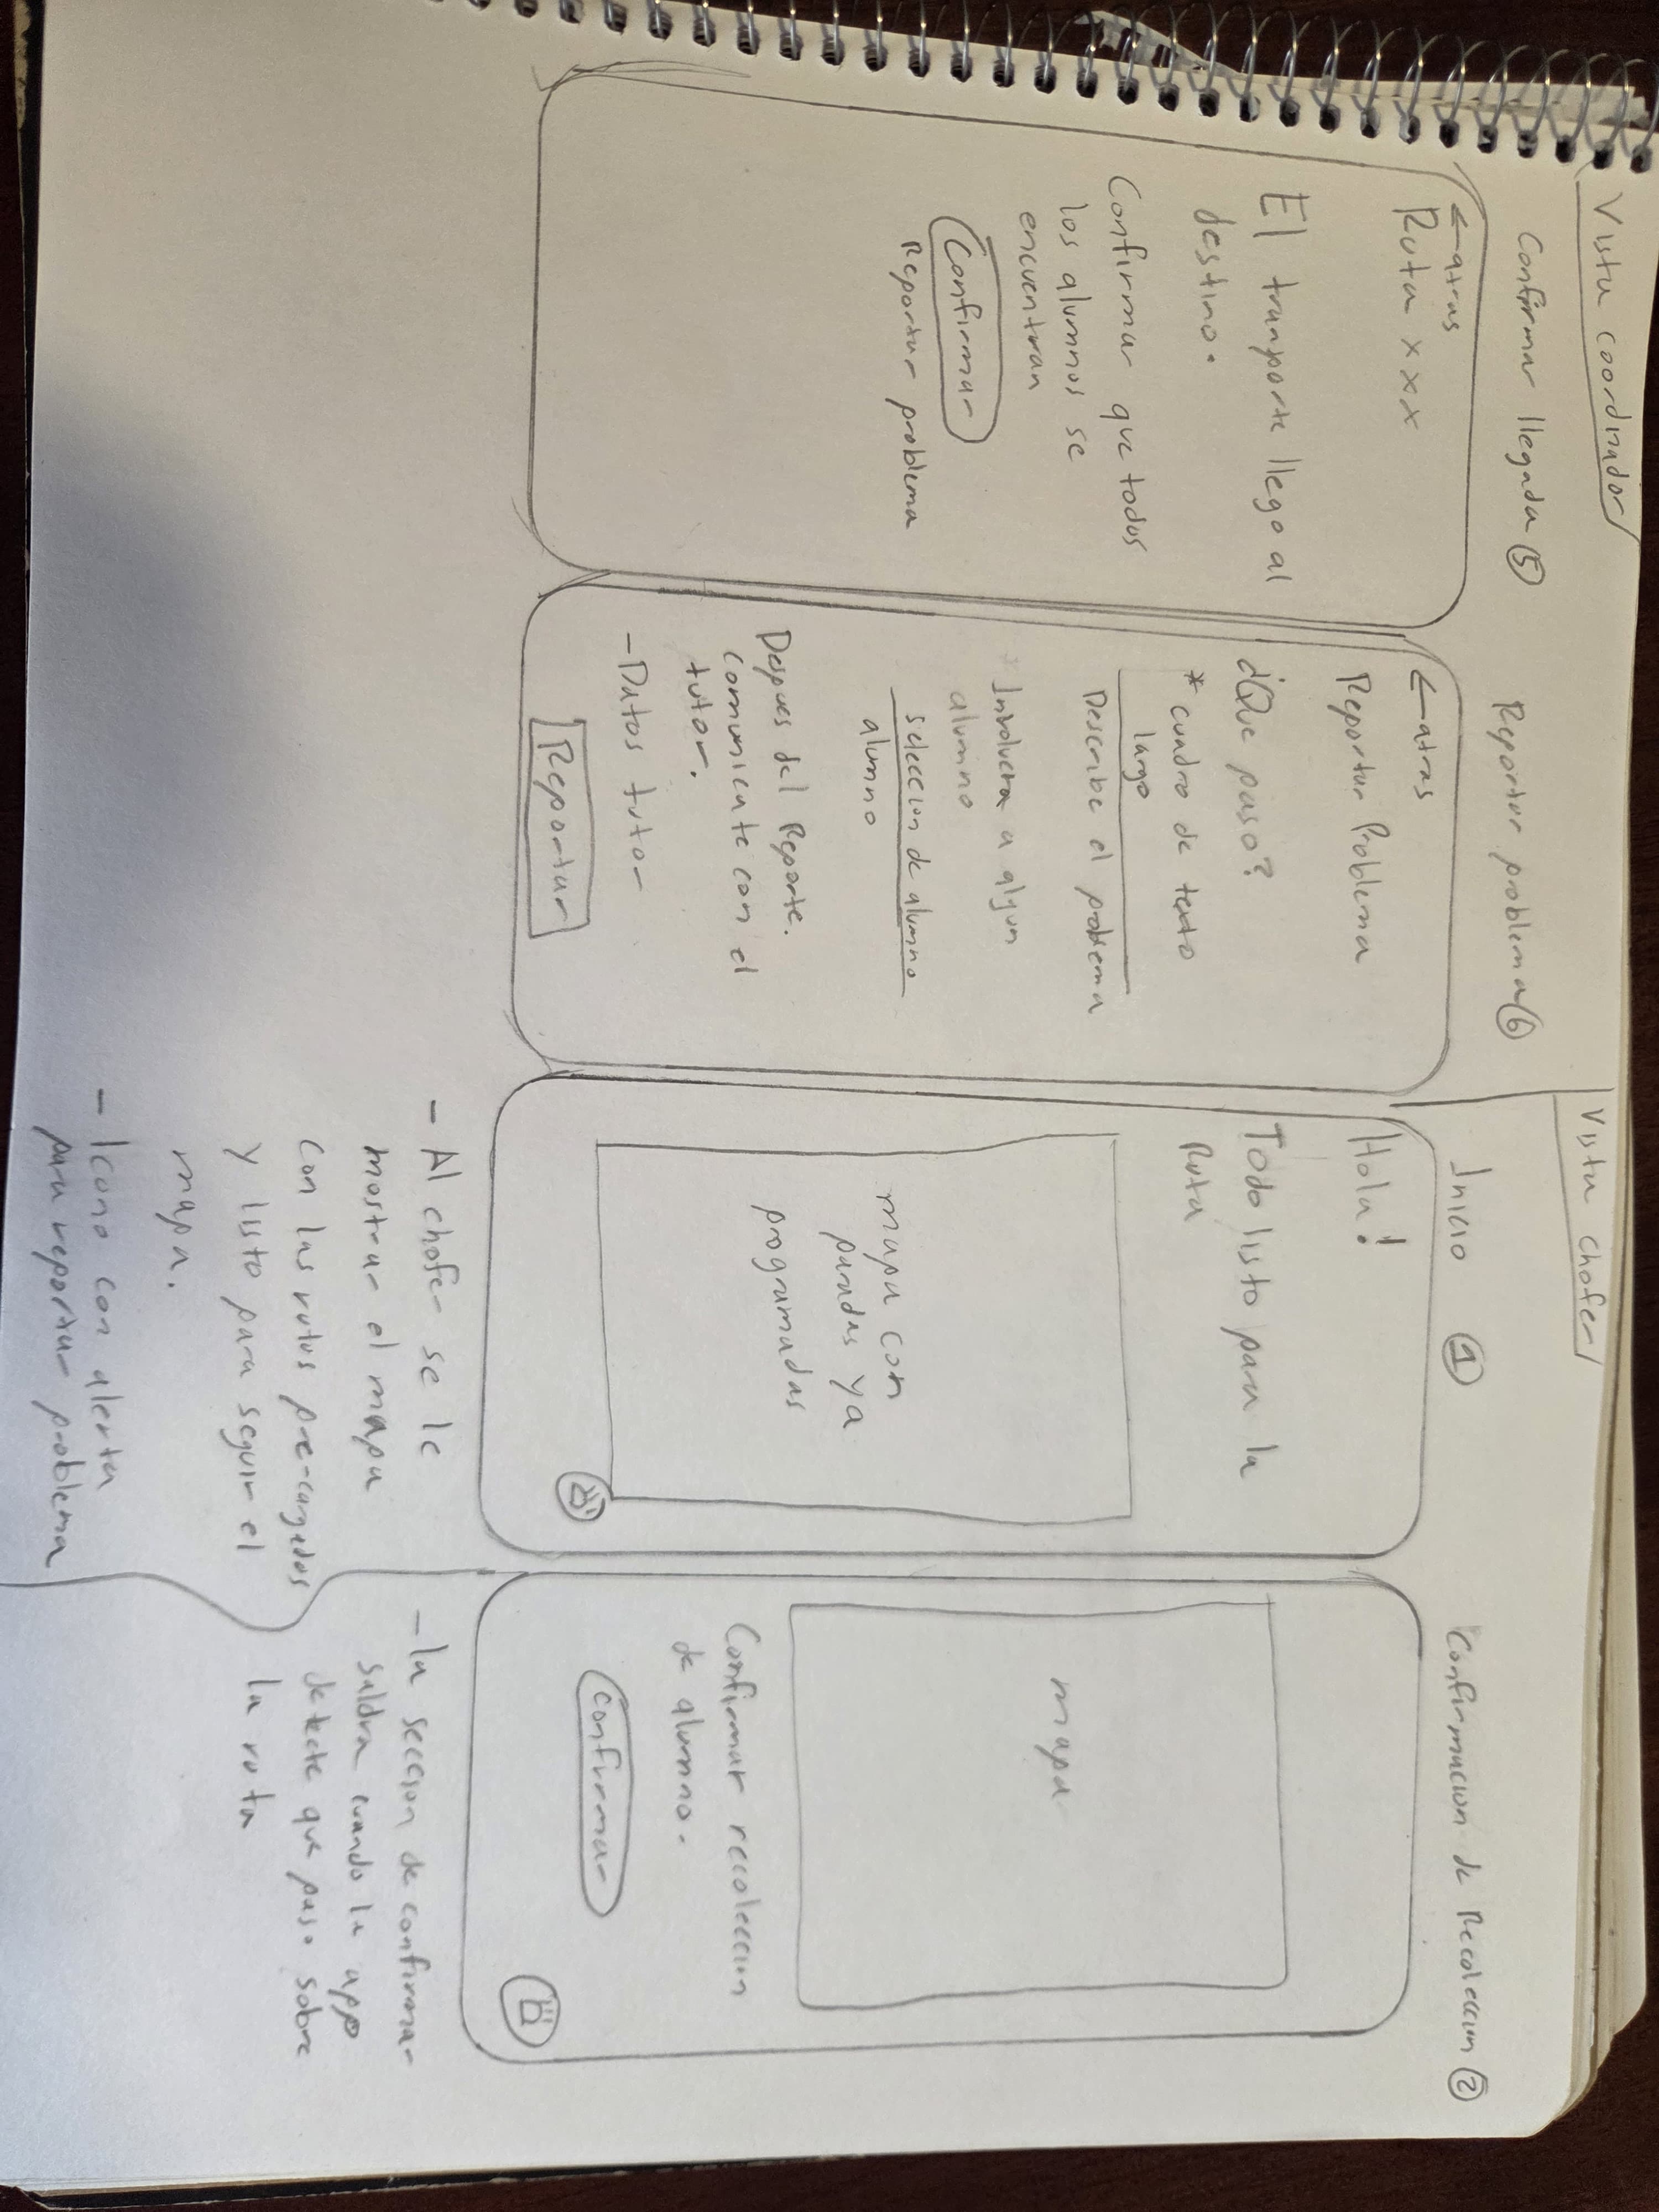 Vista coordinador
Confirmar llegada ⑤
← atras
Ruta x x x
El tranporte llego al
destino.
Confirmar que todos
los alumnos se
encuentran
Confirmar
Reportar problema
Reportar problema ⑥
← atras
Reportar Problema
¿Que paso?
* cuadro de texto
largo
Describe el problema
* Involucra a algun
alumno
seleccion de alumno
alumno
Despues del Reporte.
comunicate con el
tutor.
- Datos tutor
Reportar
Vista chofer
Inicio ①
Hola!
Todo listo para la
Ruta
mapa con
paradas ya
programadas
- Al chofer se le
mostrar el mapa
con las rutas pre-cargadas
y listo para seguir el
mapa.
- Icono con alerta
para reportar problema
Confirmacion de Recoleccion ②
mapa
Confirmar recoleccion
de alumno.
confirmar
- la seccion de confirmar
saldra cuando la app
detecte que paso sobre
la ruta